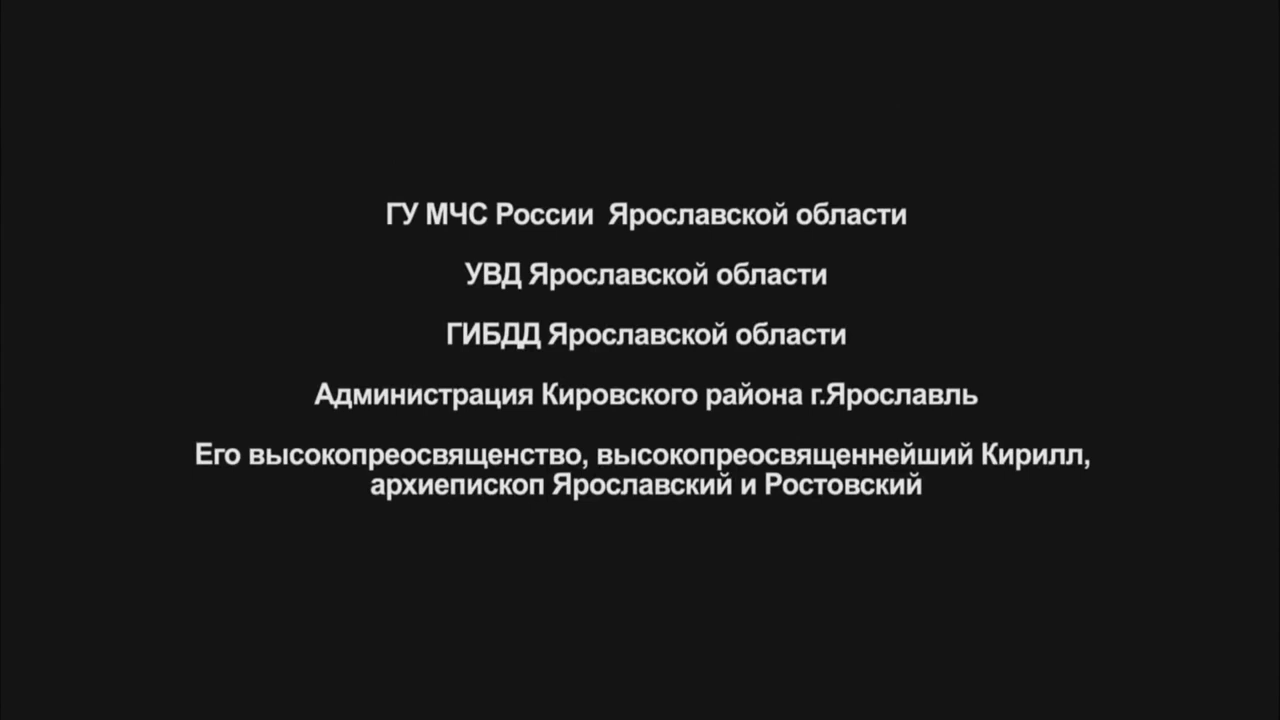 ГУ МЧС России  Ярославской области
УВД Ярославской области
ГИБДД Ярославской области
Администрация Кировского района г.Ярославль
Его высокопреосвященство, высокопреосвященнейший Кирилл,
архиепископ Ярославский и Ростовский